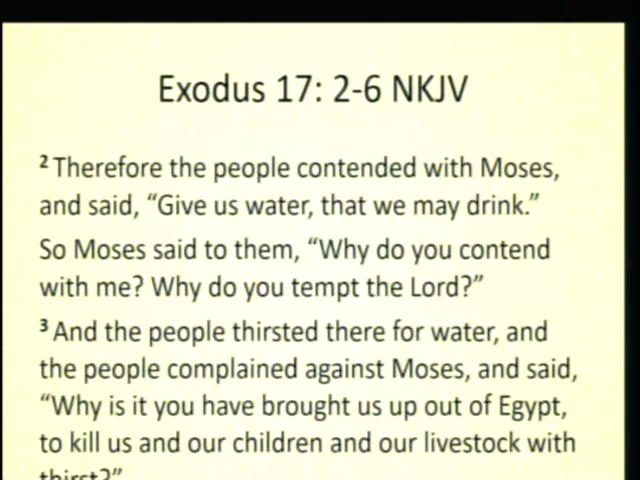 Exodus 17: 2-6 NKJV
² Therefore the people contended with Moses,
and said, “Give us water, that we may drink.”
So Moses said to them, “Why do you contend
with me? Why do you tempt the Lord?”
³ And the people thirsted there for water, and
the people complained against Moses, and said,
“Why is it you have brought us up out of Egypt,
to kill us and our children and our livestock with
thirst?”